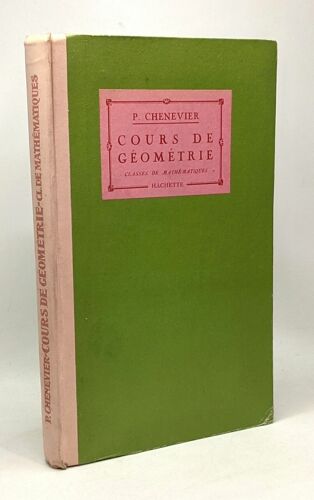 P. CHENEVIER
COURS DE
GÉOMÉTRIE
CLASSES DE MATHÉMATIQUES
HACHETTE
P. CHENEVIER-COURS DE GÉOMÉTRIE-CL. DE MATHÉMATIQUES